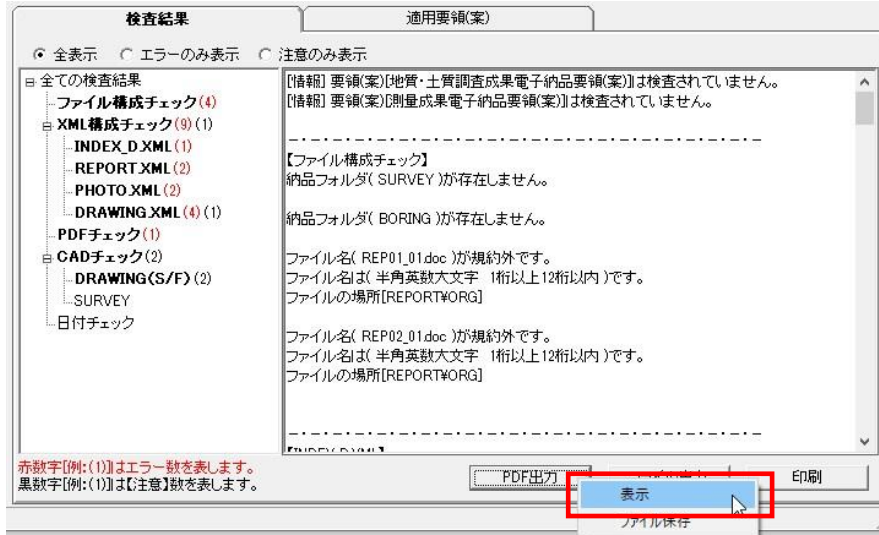 検査結果
適用要領(案)
全表示 エラーのみ表示 注意のみ表示
全ての検査結果
ファイル構成チェック(4)
XML構成チェック(9)(1)
INDEX_D.XML(1)
REPORT.XML(2)
PHOTO.XML(2)
DRAWING.XML(4)(1)
PDFチェック(1)
CADチェック(2)
DRAWING(S/F)(2)
SURVEY
日付チェック
[情報] 要領(案)[地質・土質調査成果電子納品要領(案)]は検査されていません。
[情報] 要領(案)[測量成果電子納品要領(案)]は検査されていません。
-・-・-・-・-・-・-・-・-・-・-・-・-・-・-・-・-・-・-・-
【ファイル構成チェック】
納品フォルダ( SURVEY )が存在しません。
納品フォルダ( BORING )が存在しません。
ファイル名( REP01_01.doc )が規約外です。
ファイル名は( 半角英数大文字 1桁以上12桁以内 )です。
ファイルの場所[REPORT¥ORG]
ファイル名( REP02_01.doc )が規約外です。
ファイル名は( 半角英数大文字 1桁以上12桁以内 )です。
ファイルの場所[REPORT¥ORG]
-・-・-・-・-・-・-・-・-・-・-・-・-・-・-・-・-・-・-・-
赤数字[例:(1)]はエラー数を表します。
黒数字[例:(1)]は【注意】数を表します。
PDF出力
印刷
表示
ファイル保存